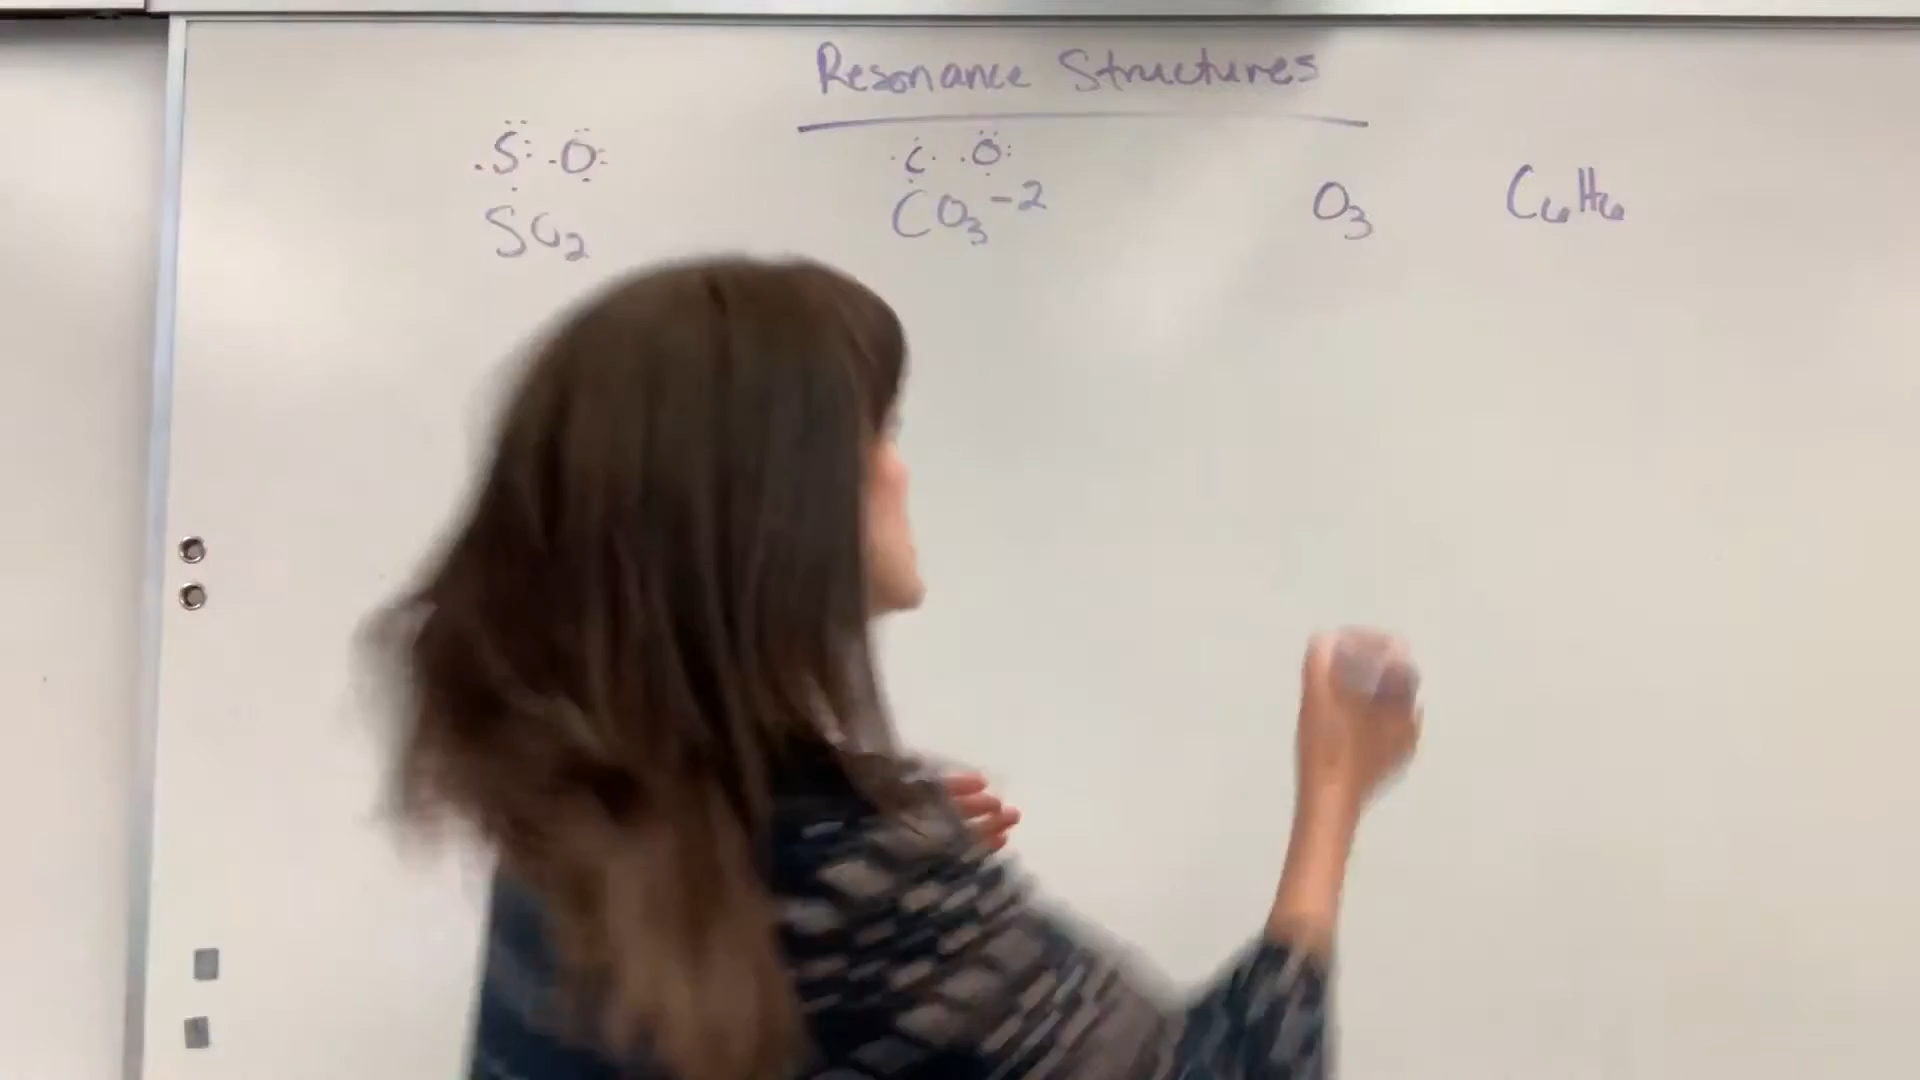 Resonance Structures
·S: ·O: ·C· ·O:
SO₂ CO₃⁻² O₃ C₆H₆